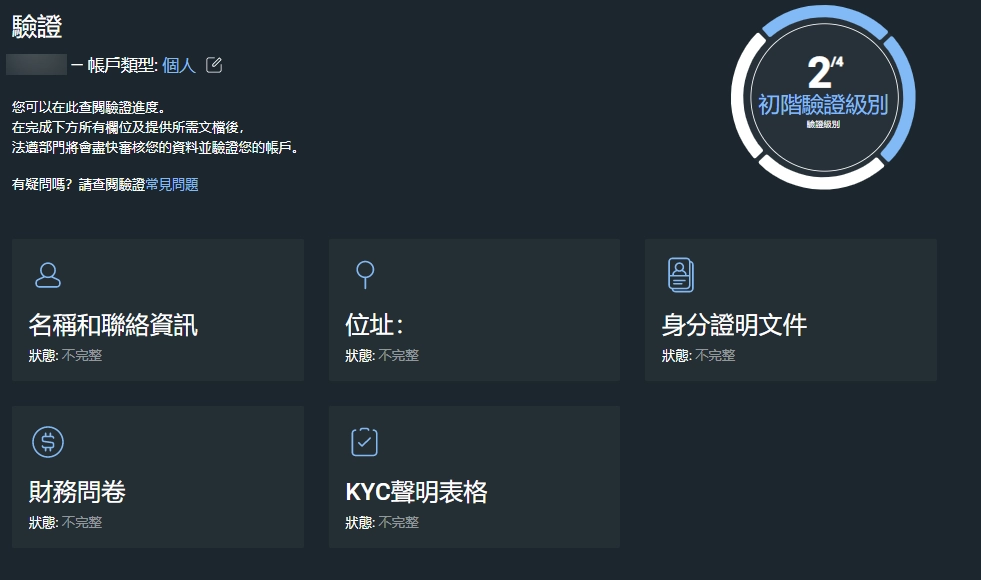 驗證
— 帳戶類型: 個人
您可以在此查閱驗證進度。
在完成下方所有欄位及提供所需文檔後，
法遵部門將會盡快審核您的資料並驗證您的帳戶。
有疑問嗎？請查閱驗證常見問題
2/4
初階驗證級別
驗證級別
名稱和聯絡資訊
狀態: 不完整
位址：
狀態: 不完整
身分證明文件
狀態: 不完整
財務問卷
狀態: 不完整
KYC聲明表格
狀態: 不完整